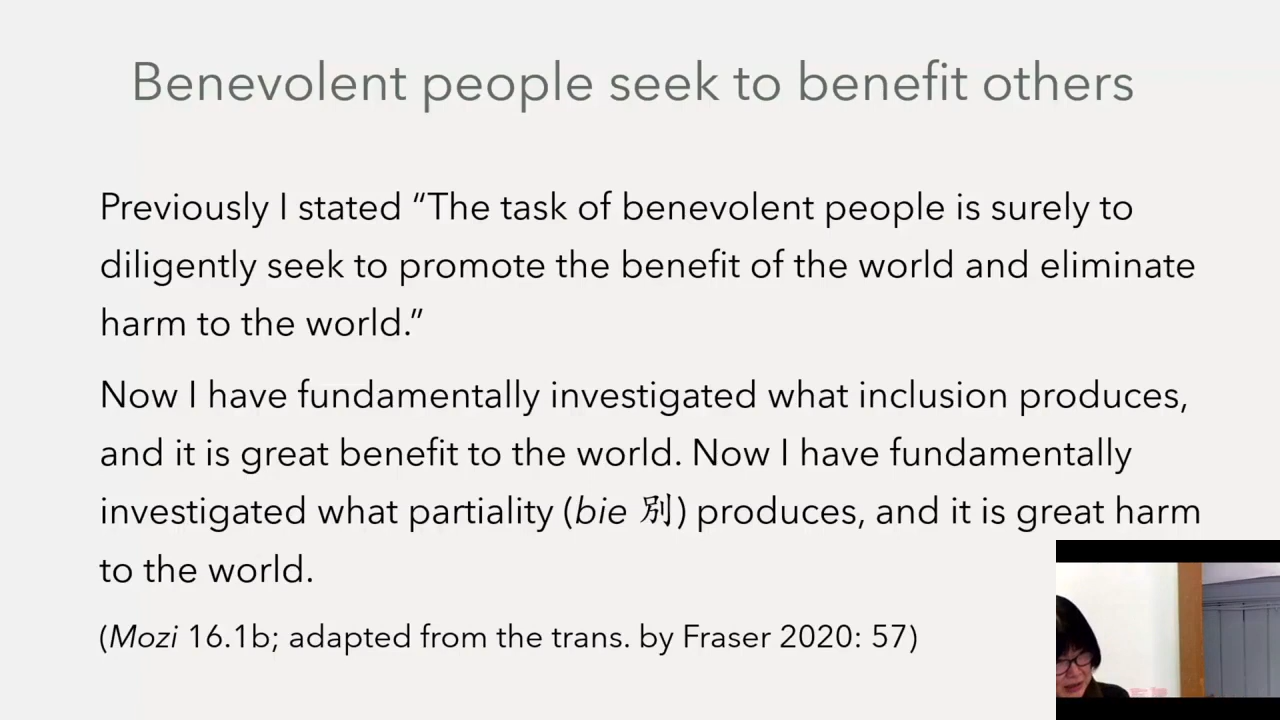 Benevolent people seek to benefit others
Previously I stated “The task of benevolent people is surely to
diligently seek to promote the benefit of the world and eliminate
harm to the world.”
Now I have fundamentally investigated what inclusion produces,
and it is great benefit to the world. Now I have fundamentally
investigated what partiality (bie 別) produces, and it is great harm
to the world.
(Mozi 16.1b; adapted from the trans. by Fraser 2020: 57)